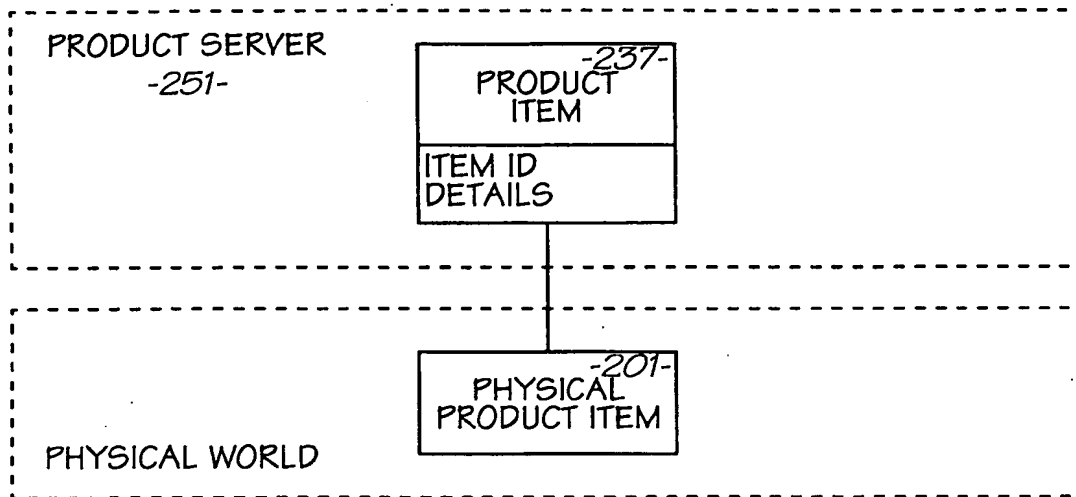 PRODUCT SERVER
-251-
-237-
PRODUCT
ITEM
ITEM ID
DETAILS
-201-
PHYSICAL
PRODUCT ITEM
PHYSICAL WORLD